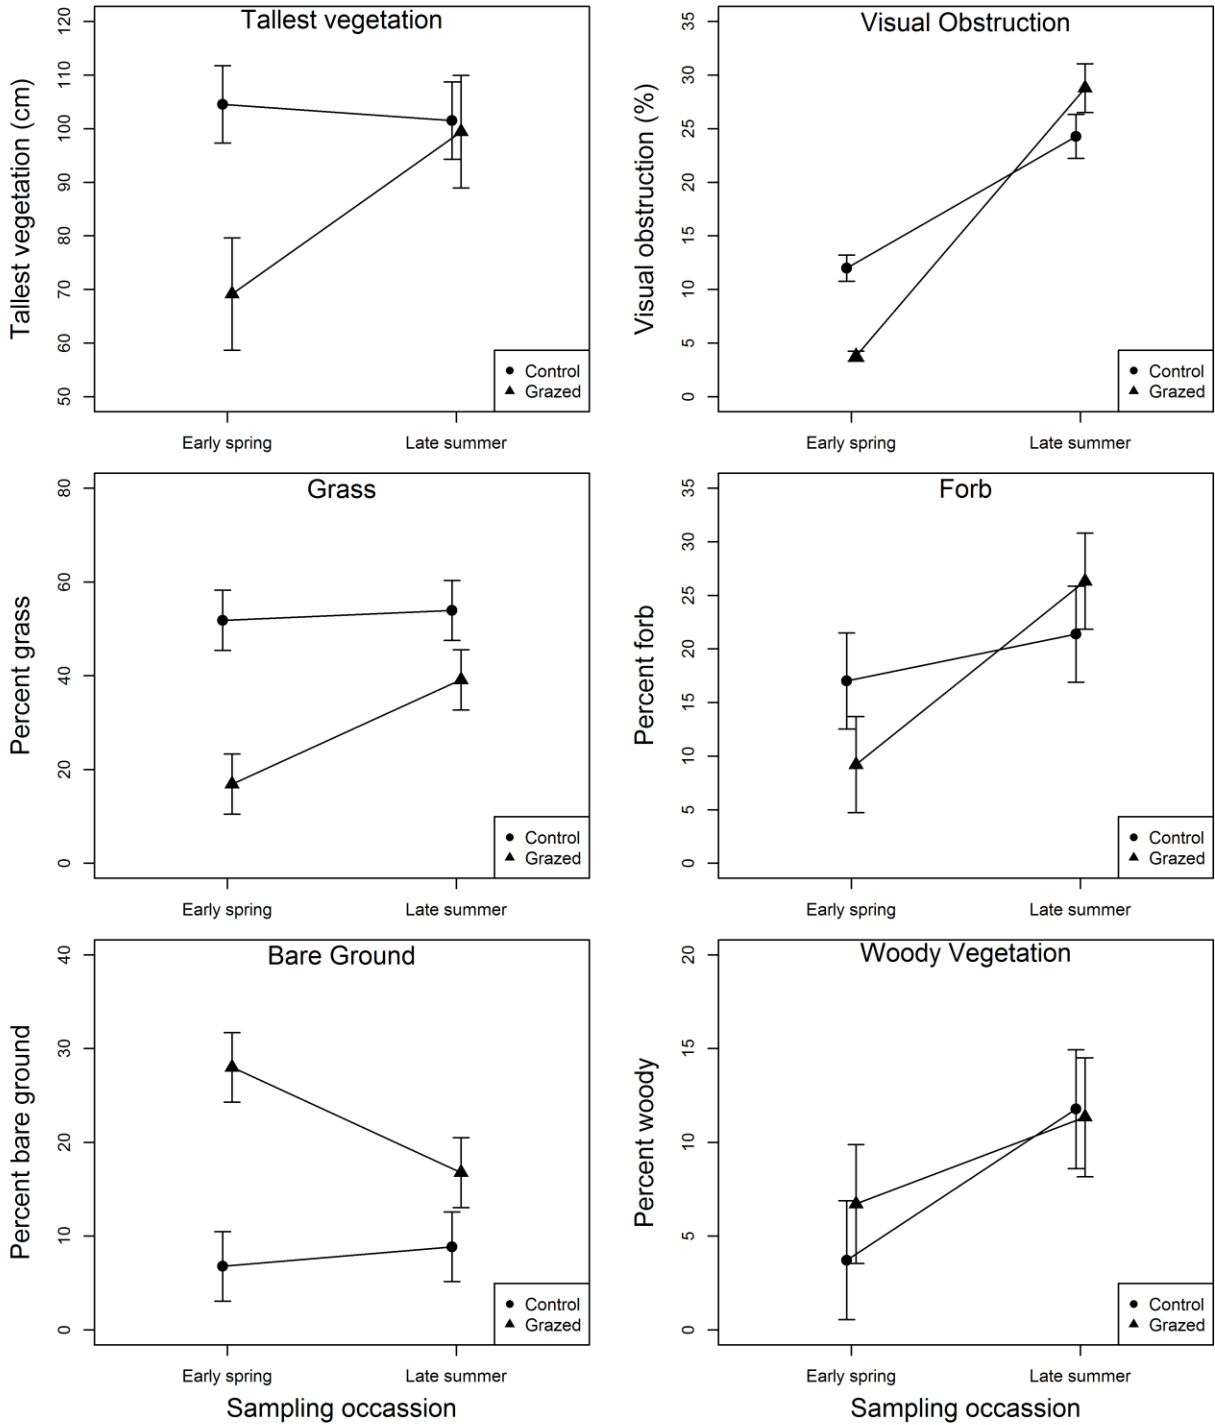 Tallest vegetation
Tallest vegetation (cm)
120
110
100
90
80
70
60
50
Control
Grazed
Early spring
Late summer
Visual Obstruction
Visual obstruction (%)
35
30
25
20
15
10
5
0
Control
Grazed
Early spring
Late summer
Grass
Percent grass
80
60
40
20
0
Control
Grazed
Early spring
Late summer
Forb
Percent forb
35
30
25
20
15
10
5
0
Control
Grazed
Early spring
Late summer
Bare Ground
Percent bare ground
40
30
20
10
0
Control
Grazed
Early spring
Late summer
Sampling occassion
Woody Vegetation
Percent woody
20
15
10
5
0
Control
Grazed
Early spring
Late summer
Sampling occassion